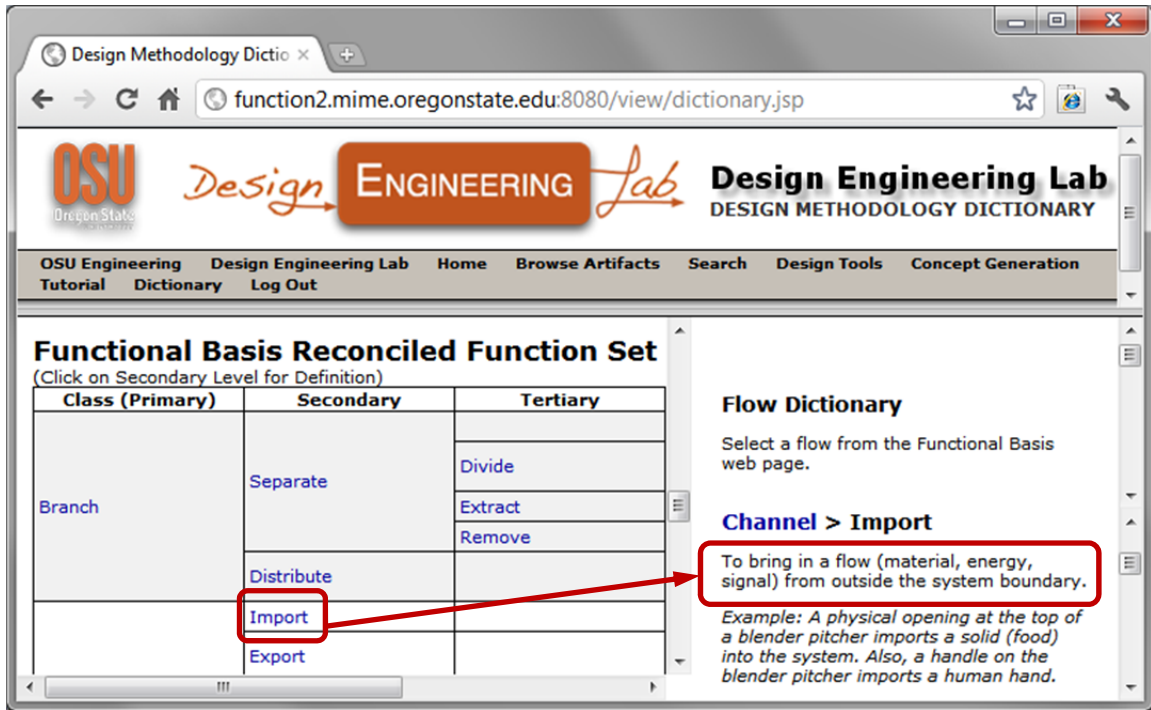 Design Methodology Dictio
function2.mime.oregonstate.edu:8080/view/dictionary.jsp
OSU
Oregon State
Design ENGINEERING Lab
Design Engineering Lab
DESIGN METHODOLOGY DICTIONARY
OSU Engineering Design Engineering Lab Home Browse Artifacts Search Design Tools Concept Generation
Tutorial Dictionary Log Out
Functional Basis Reconciled Function Set
(Click on Secondary Level for Definition)
Class (Primary) Secondary Tertiary
Branch
Separate
Divide
Extract
Remove
Distribute
Import
Export
Flow Dictionary
Select a flow from the Functional Basis
web page.
Channel > Import
To bring in a flow (material, energy,
signal) from outside the system boundary.
Example: A physical opening at the top of
a blender pitcher imports a solid (food)
into the system. Also, a handle on the
blender pitcher imports a human hand.